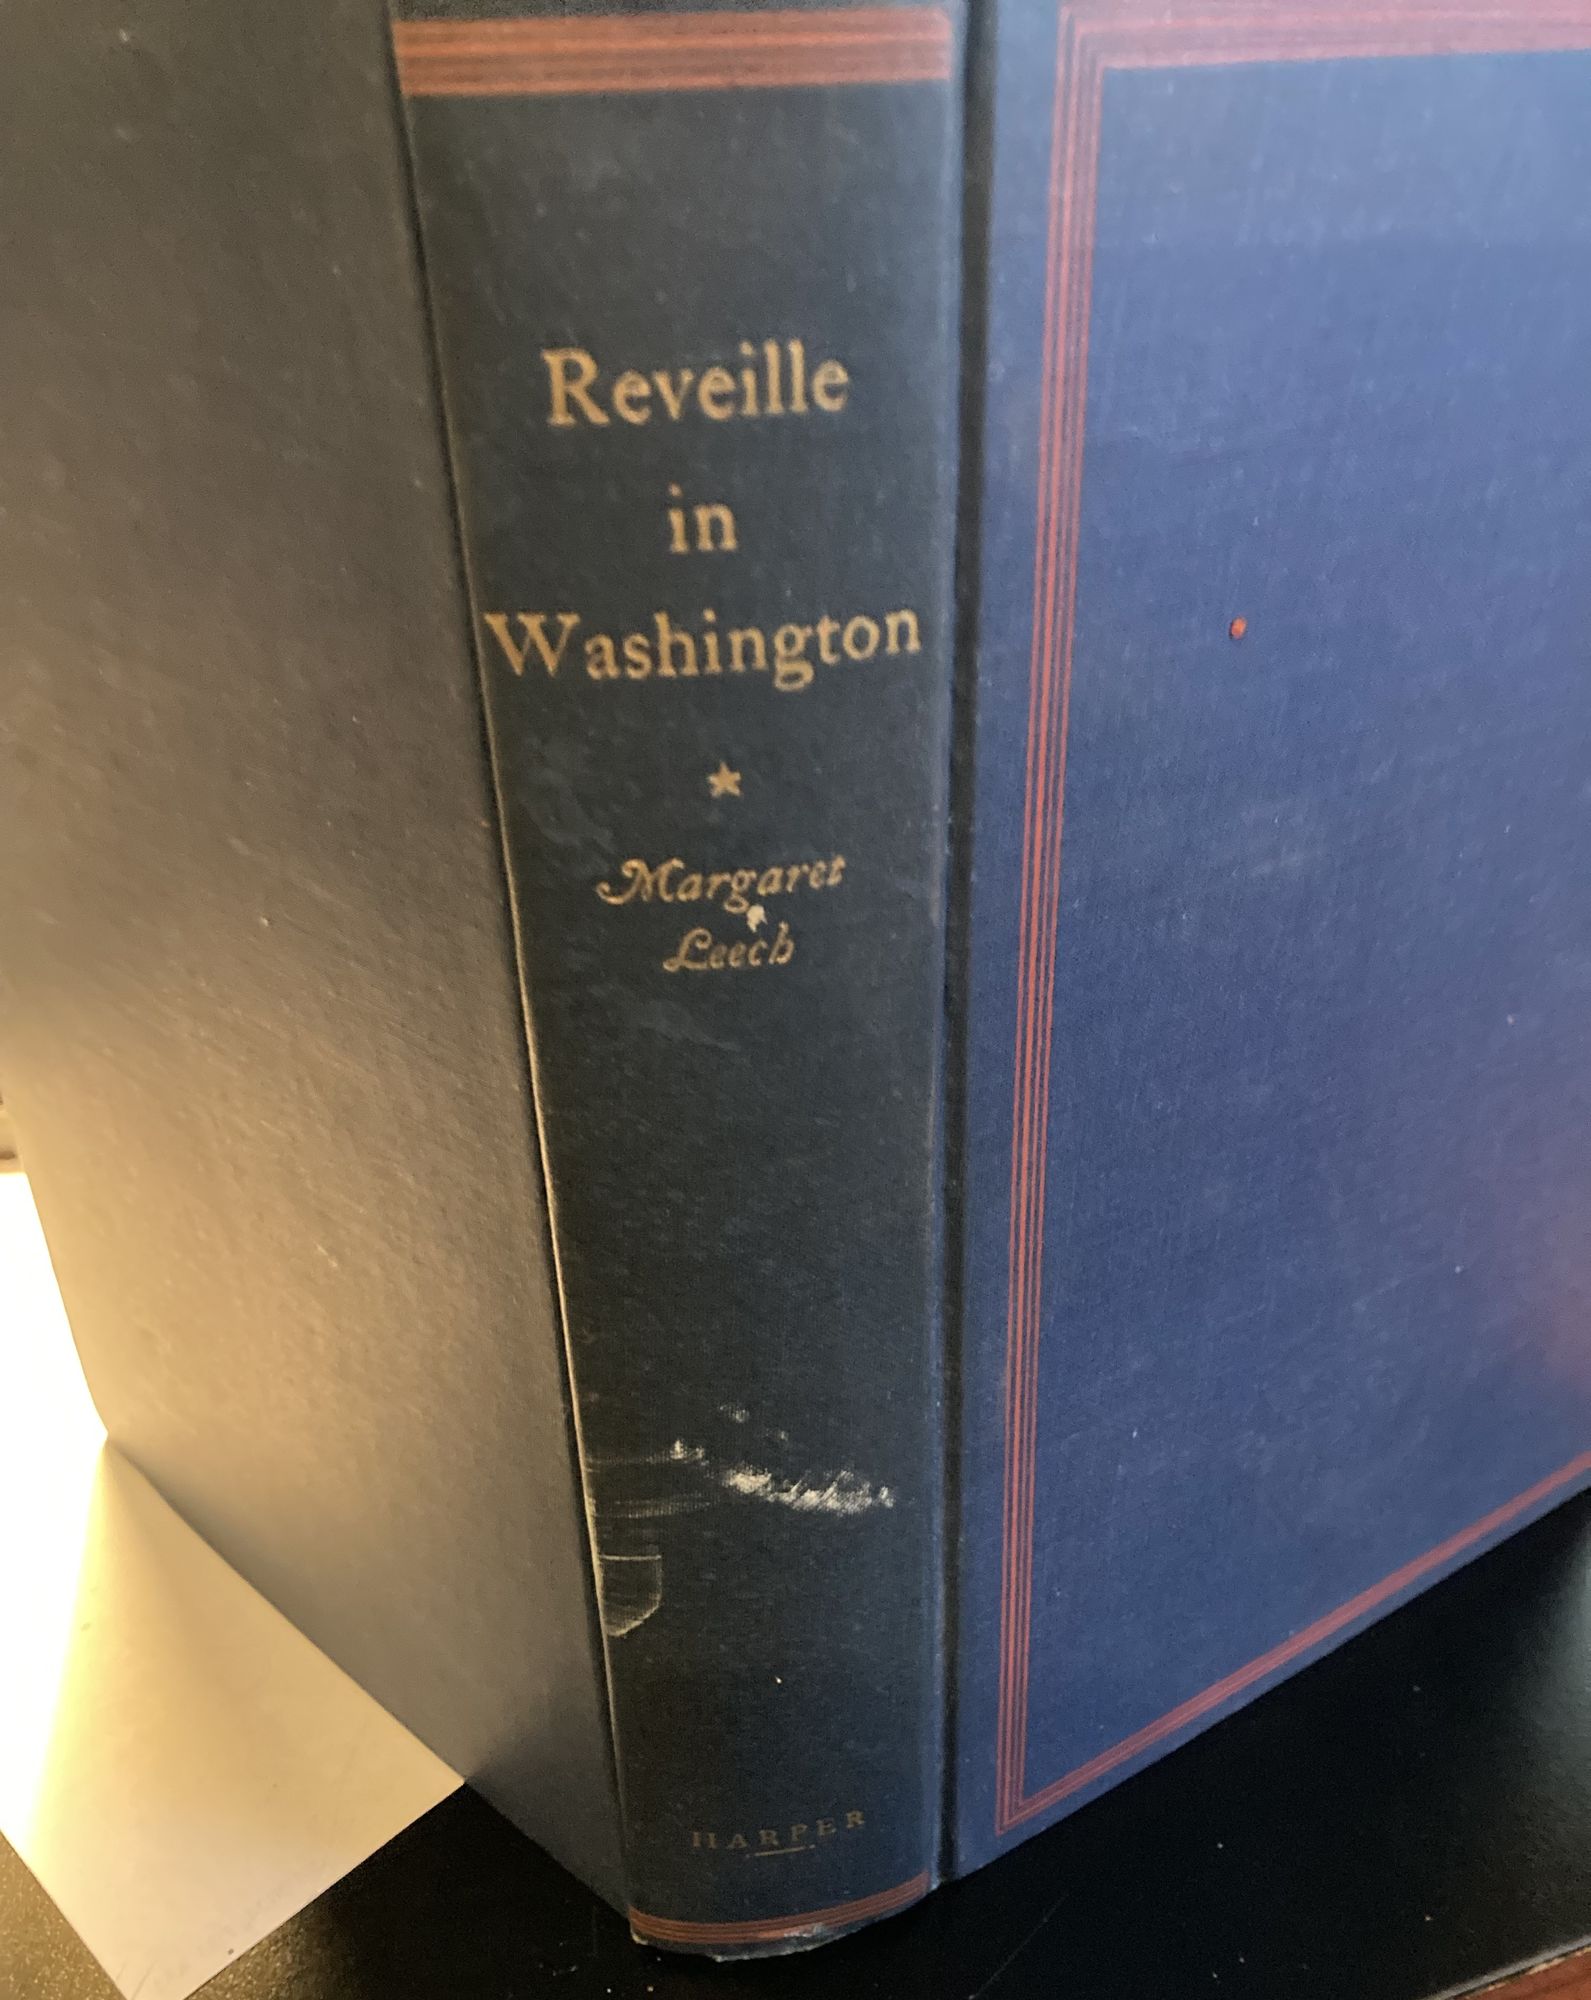 Reveille
in
Washington
Margaret
Leech
HARPER